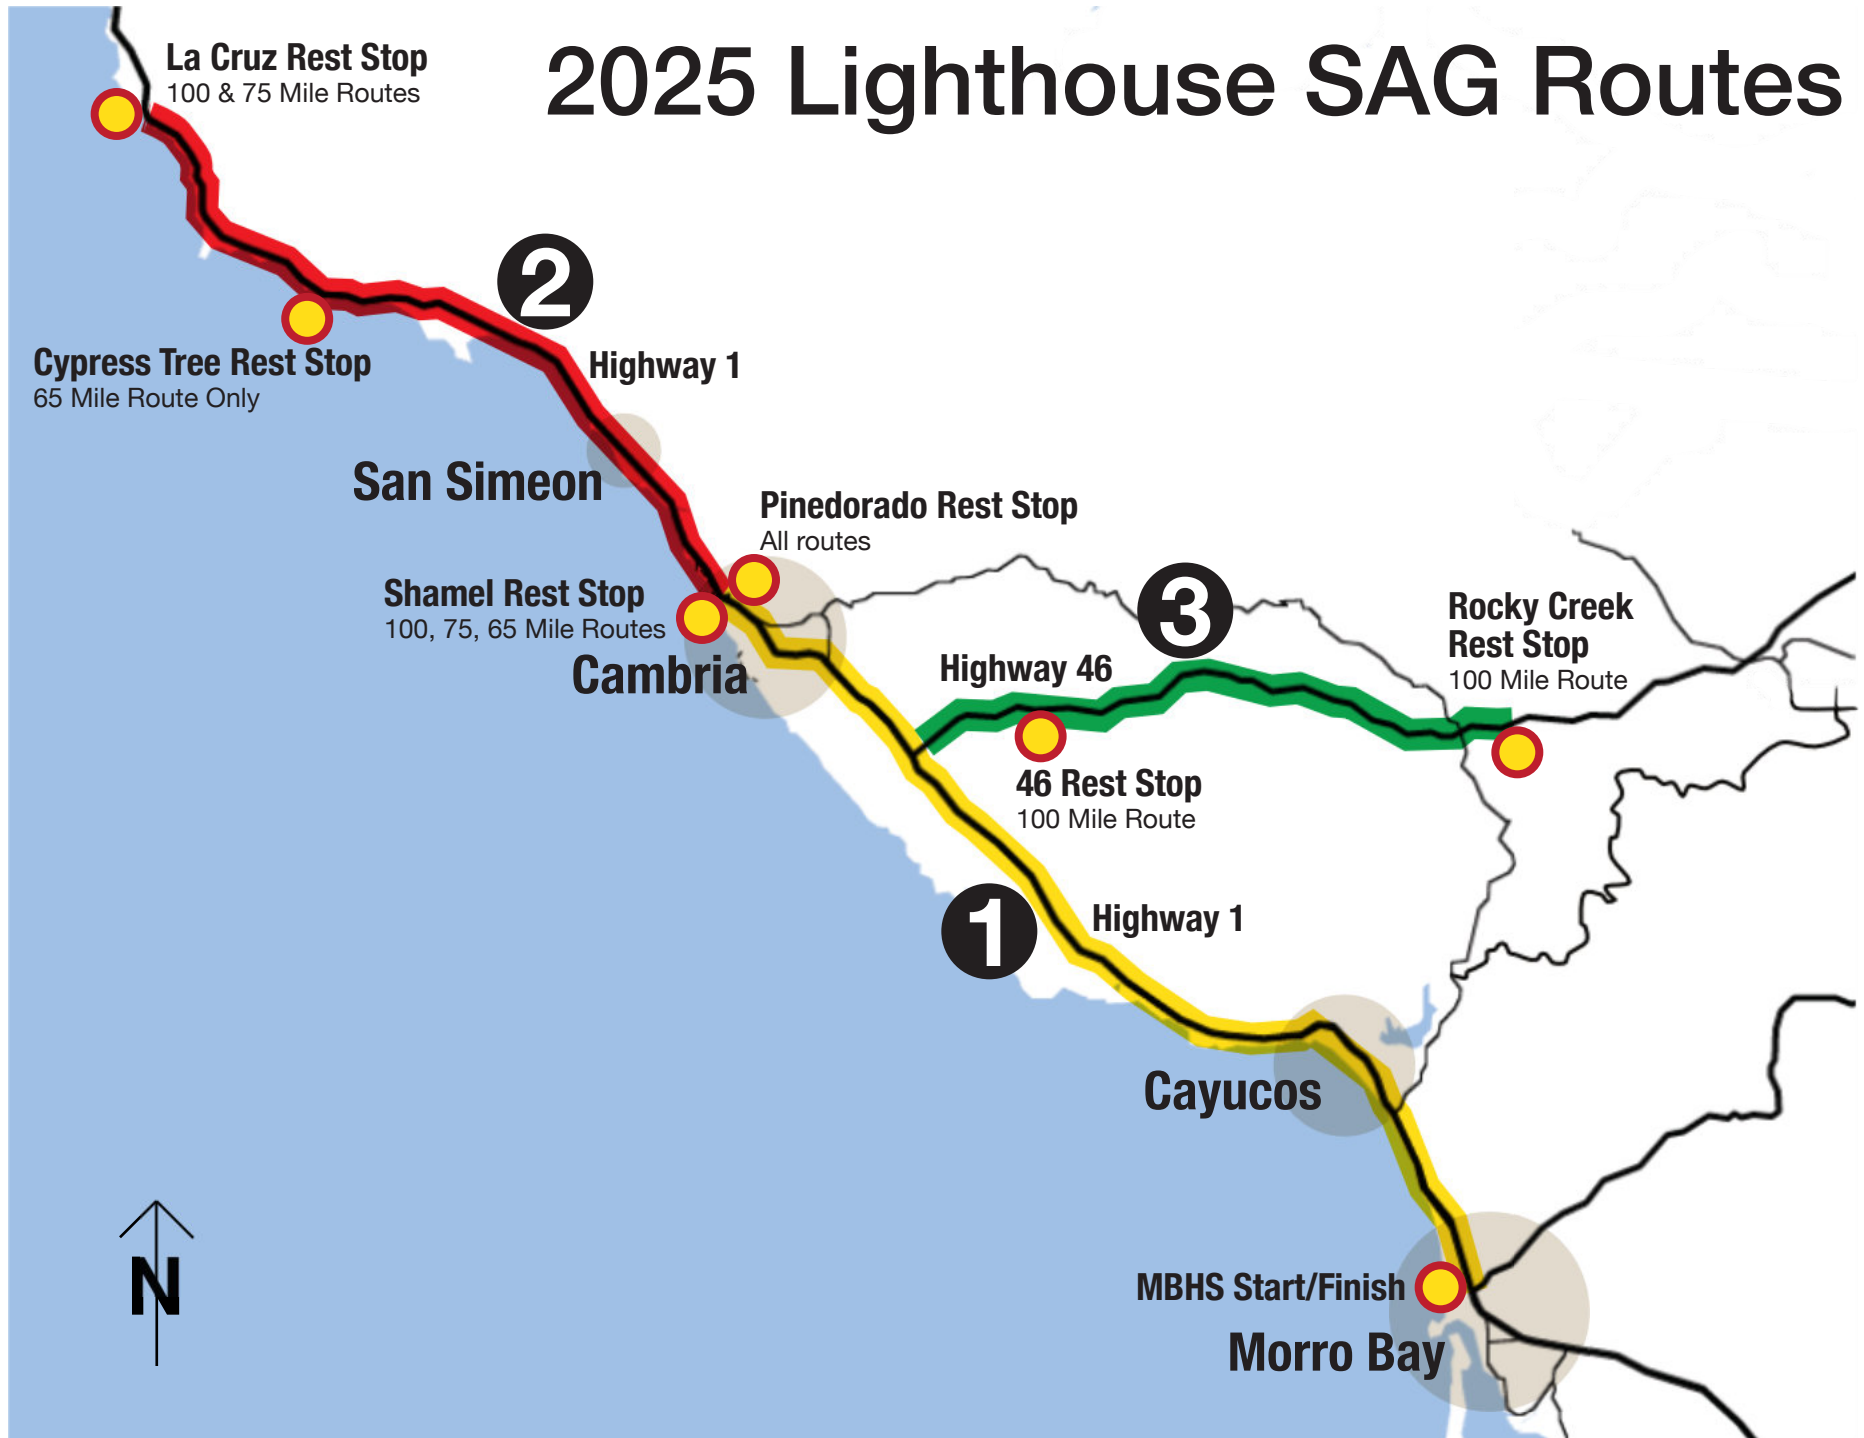 La Cruz Rest Stop
100 & 75 Mile Routes
2025 Lighthouse SAG Routes
2
Highway 1
Cypress Tree Rest Stop
65 Mile Route Only
San Simeon
Pinedorado Rest Stop
All routes
Shamel Rest Stop
100, 75, 65 Mile Routes
Cambria
3
Highway 46
Rocky Creek
Rest Stop
100 Mile Route
46 Rest Stop
100 Mile Route
1
Highway 1
Cayucos
N
MBHS Start/Finish
Morro Bay